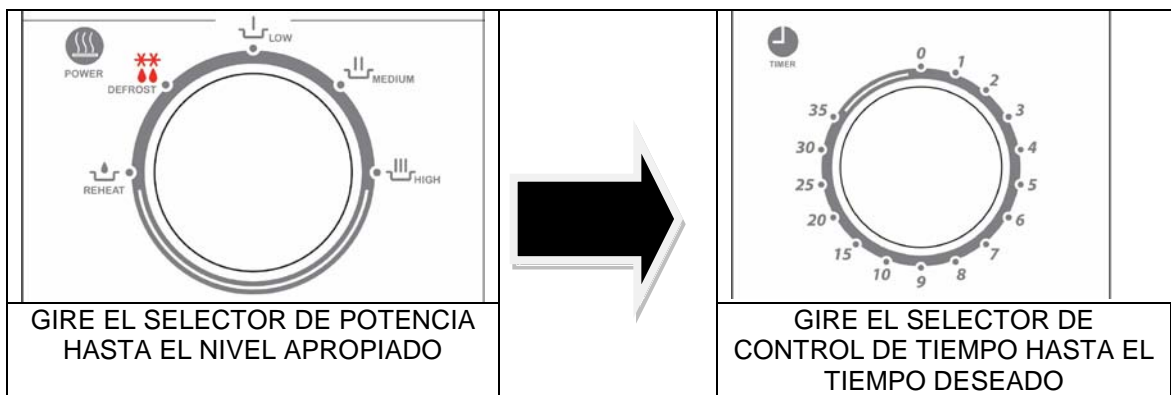 POWER
DEFROST
LOW
MEDIUM
REHEAT
HIGH
GIRE EL SELECTOR DE POTENCIA
HASTA EL NIVEL APROPIADO
TIMER
0
1
2
3
4
5
6
7
8
9
10
15
20
25
30
35
GIRE EL SELECTOR DE
CONTROL DE TIEMPO HASTA EL
TIEMPO DESEADO